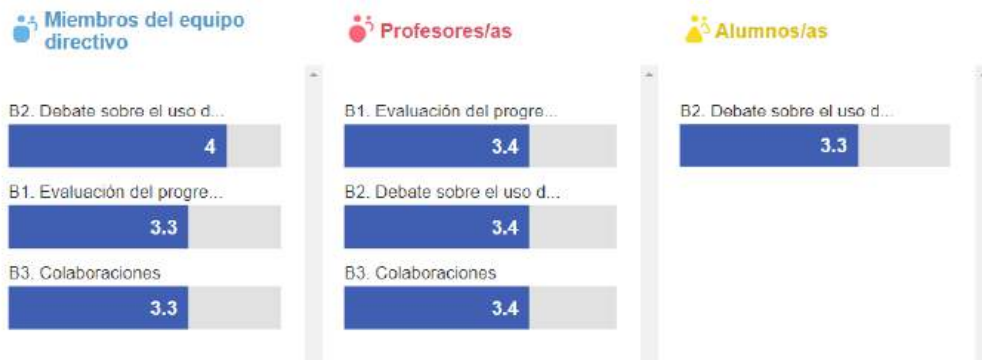 Miembros del equipo
directivo
B2. Debate sobre el uso d...
4
B1. Evaluación del progre...
3.3
B3. Colaboraciones
3.3
Profesores/as
B1. Evaluación del progre...
3.4
B2. Debate sobre el uso d...
3.4
B3. Colaboraciones
3.4
Alumnos/as
B2. Debate sobre el uso d...
3.3